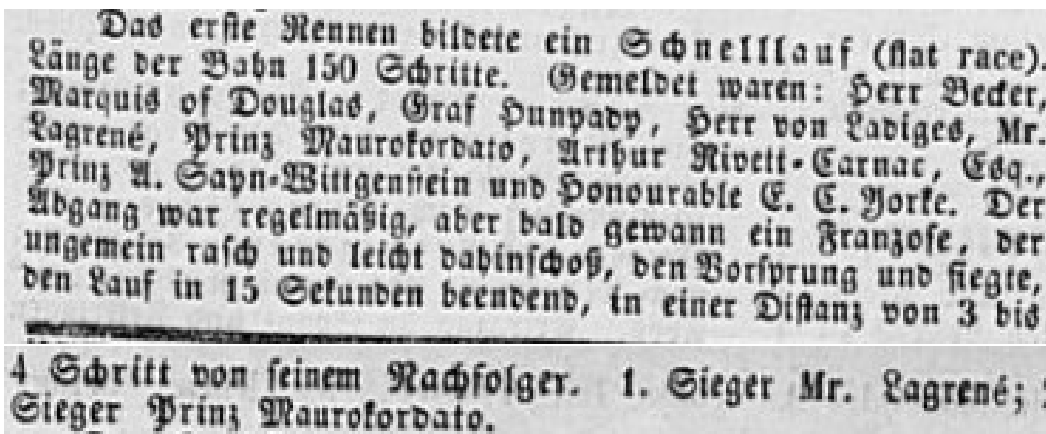 Das erste Rennen bildete ein Schnelllauf (flat race).
Länge der Bahn 150 Schritte. Gemeldet waren: Herr Becker,
Marquis of Douglas, Graf Hunyady, Herr von Ladiges, Mr.
Lagrené, Prinz Maurokordato, Arthur Rivett-Carnac, Esq.,
Prinz A. Sayn-Wittgenstein und Honourable E. C. Yorke. Der
Abgang war regelmäßig, aber bald gewann ein Franzose, der
ungemein rasch und leicht dahinschoß, den Vorsprung und siegte,
den Lauf in 15 Sekunden beendend, in einer Distanz von 3 bis
4 Schritt von seinem Nachfolger. 1. Sieger Mr. Lagrené;
Sieger Prinz Maurokordato.